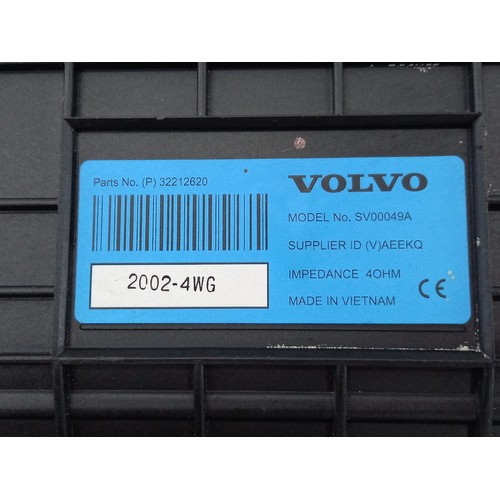 Parts No. (P) 32212620
2002-4WG
VOLVO
MODEL No. SV00049A
SUPPLIER ID (V)AEEKQ
IMPEDANCE 4OHM
MADE IN VIETNAM
CE